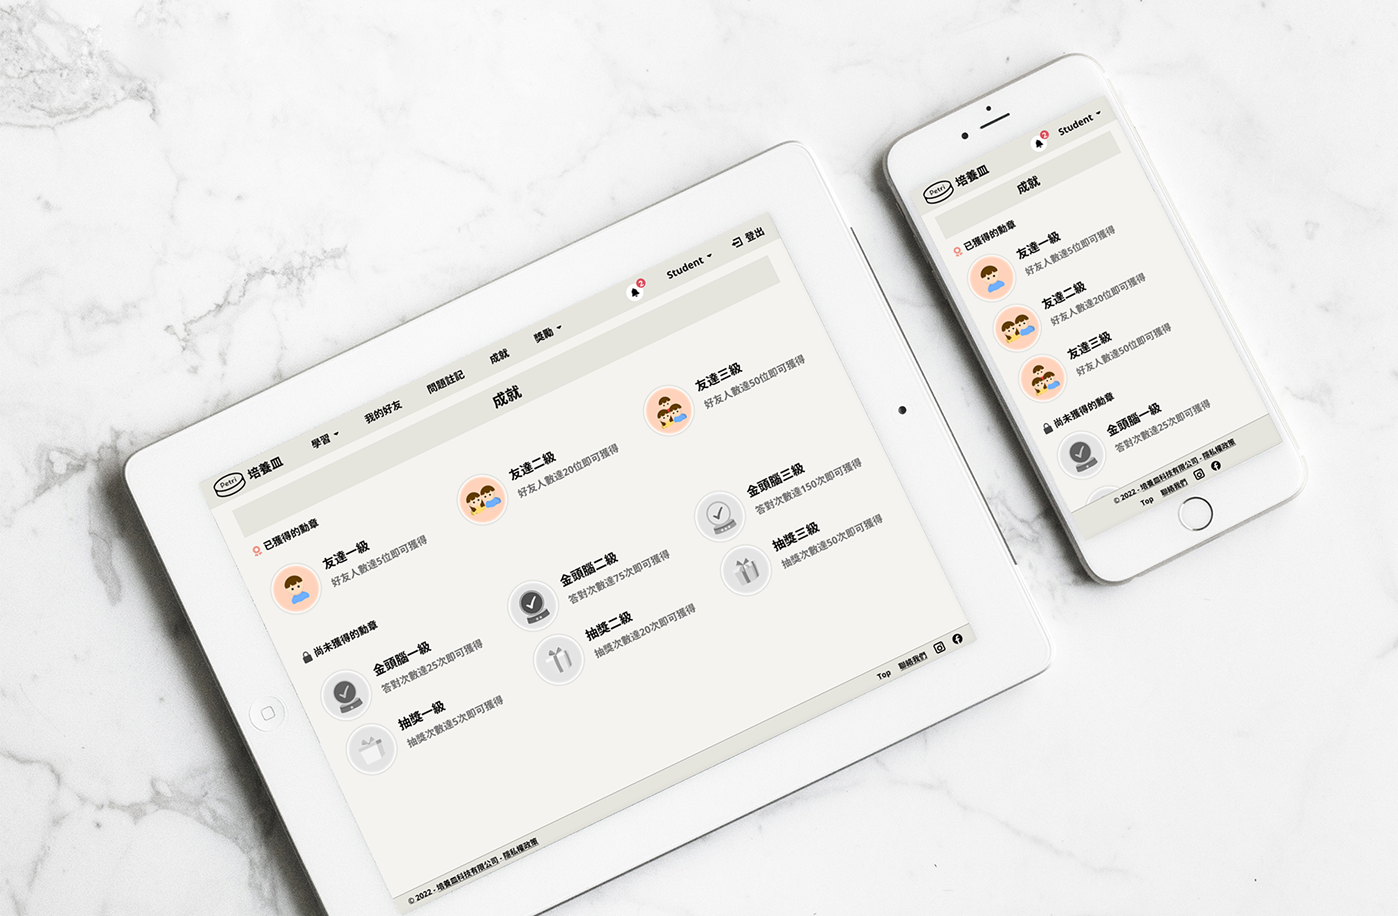 Petri 培養皿
學習
我的好友
問題註記
成就
獎勵
2
Student
登出
成就
已獲得的勳章
友達一級
好友人數達5位即可獲得
友達二級
好友人數達20位即可獲得
友達三級
好友人數達50位即可獲得
尚未獲得的勳章
金頭腦一級
答對次數達25次即可獲得
金頭腦二級
答對次數達75次即可獲得
金頭腦三級
答對次數達150次即可獲得
抽獎一級
抽獎次數達5次即可獲得
抽獎二級
抽獎次數達20次即可獲得
抽獎三級
抽獎次數達50次即可獲得
© 2022 - 培養皿科技有限公司 - 隱私權政策
Top
聯絡我們
Petri 培養皿
2
Student
成就
已獲得的勳章
友達一級
好友人數達5位即可獲得
友達二級
好友人數達20位即可獲得
友達三級
好友人數達50位即可獲得
尚未獲得的勳章
金頭腦一級
答對次數達25次即可獲得
© 2022 - 培養皿科技有限公司 - 隱私權政策
Top
聯絡我們